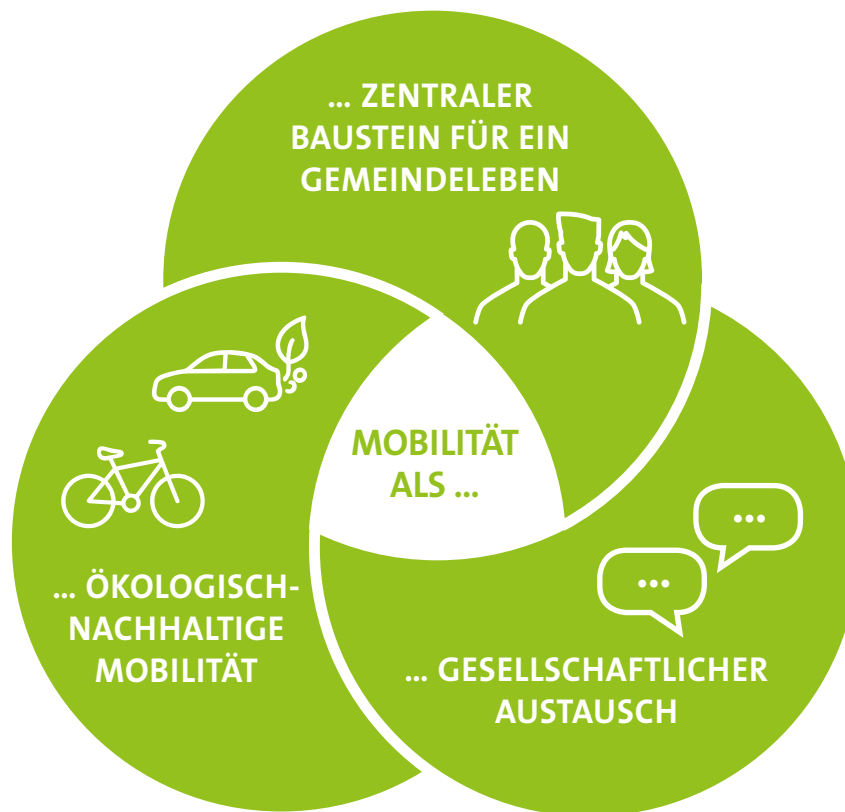 ... ZENTRALER
BAUSTEIN FÜR EIN
GEMEINDELEBEN
MOBILITÄT
ALS ...
... ÖKOLOGISCH-
NACHHALTIGE
MOBILITÄT
... GESELLSCHAFTLICHER
AUSTAUSCH